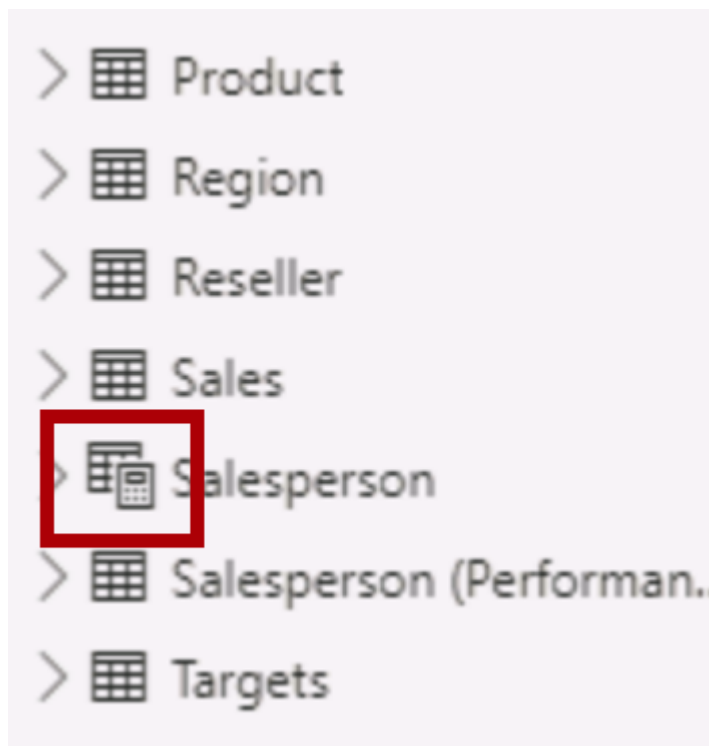 Product
Region
Reseller
Sales
Salesperson
Salesperson (Performan..
Targets